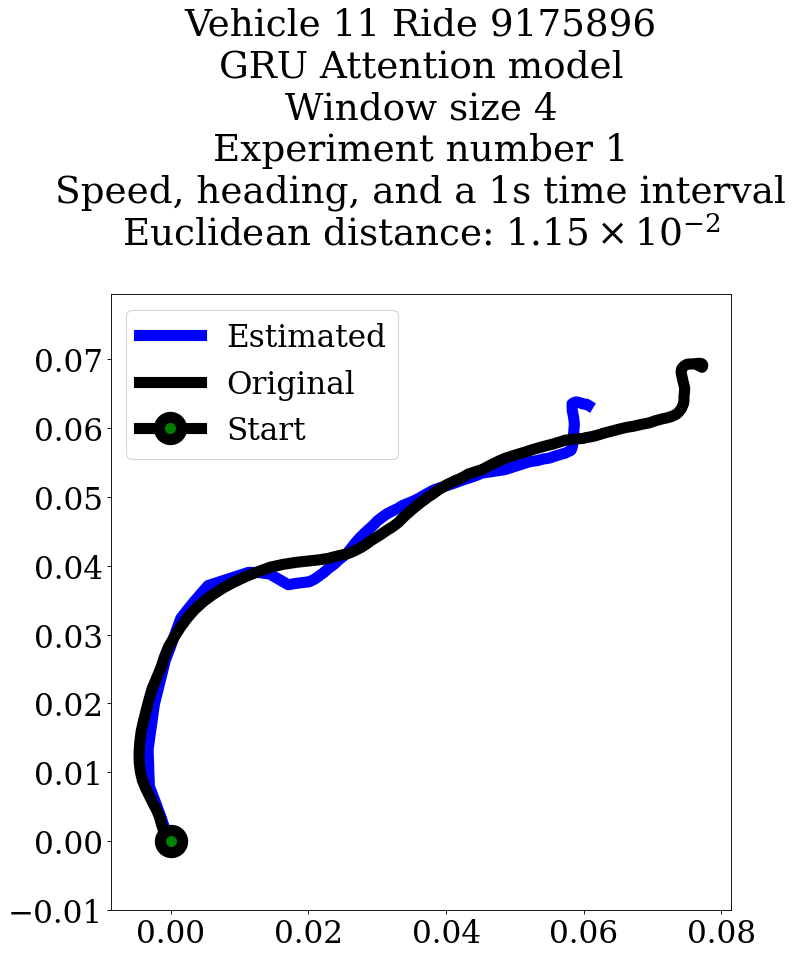 Vehicle 11 Ride 9175896
GRU Attention model
Window size 4
Experiment number 1
Speed, heading, and a 1s time interval
Euclidean distance: 1.15 × 10⁻²
Estimated
Original
Start
0.07
0.06
0.05
0.04
0.03
0.02
0.01
0.00
−0.01
0.00 0.02 0.04 0.06 0.08